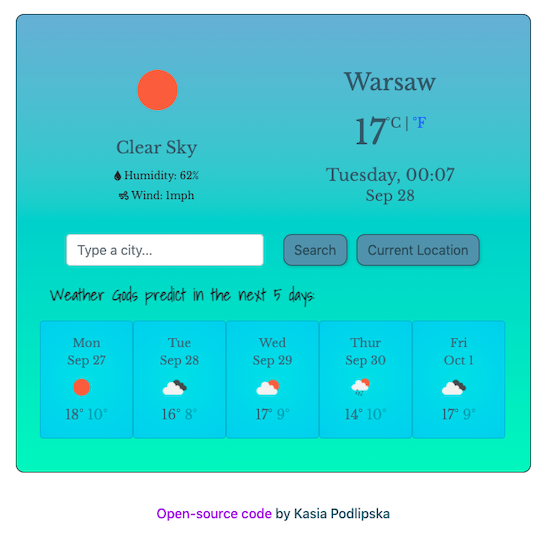 Warsaw
17°C | °F
Clear Sky
Humidity: 62%
Wind: 1mph
Tuesday, 00:07
Sep 28
Type a city...
Search
Current Location
Weather Gods predict in the next 5 days:
Mon
Sep 27
18° 10°
Tue
Sep 28
16° 8°
Wed
Sep 29
17° 9°
Thur
Sep 30
14° 10°
Fri
Oct 1
17° 9°
Open-source code by Kasia Podlipska